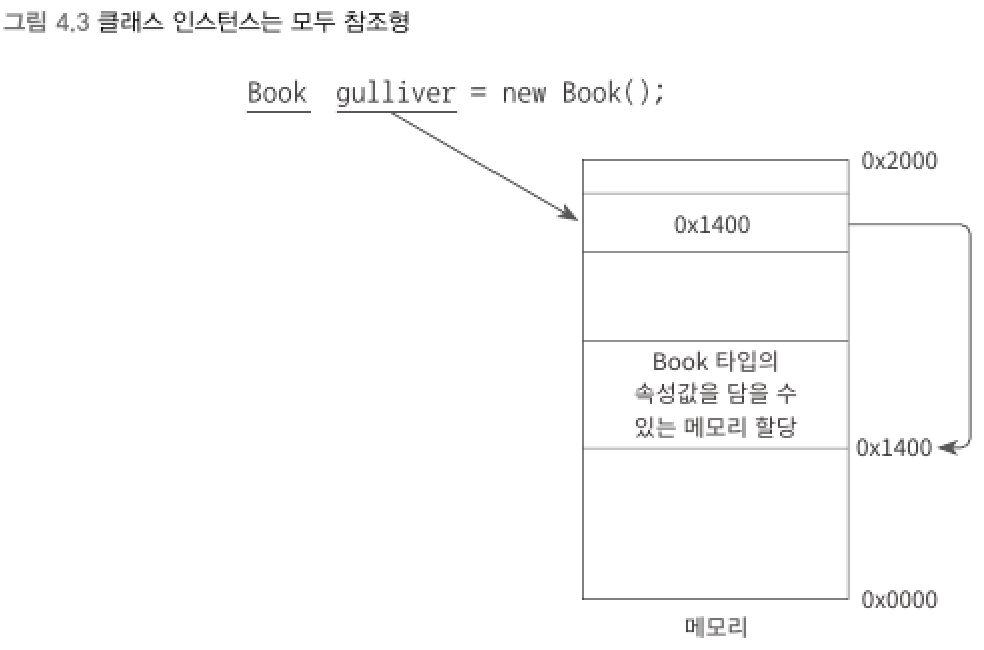 그림 4.3 클래스 인스턴스는 모두 참조형
Book gulliver = new Book();
0x2000
0x1400
Book 타입의
속성값을 담을 수
있는 메모리 할당
0x1400
0x0000
메모리